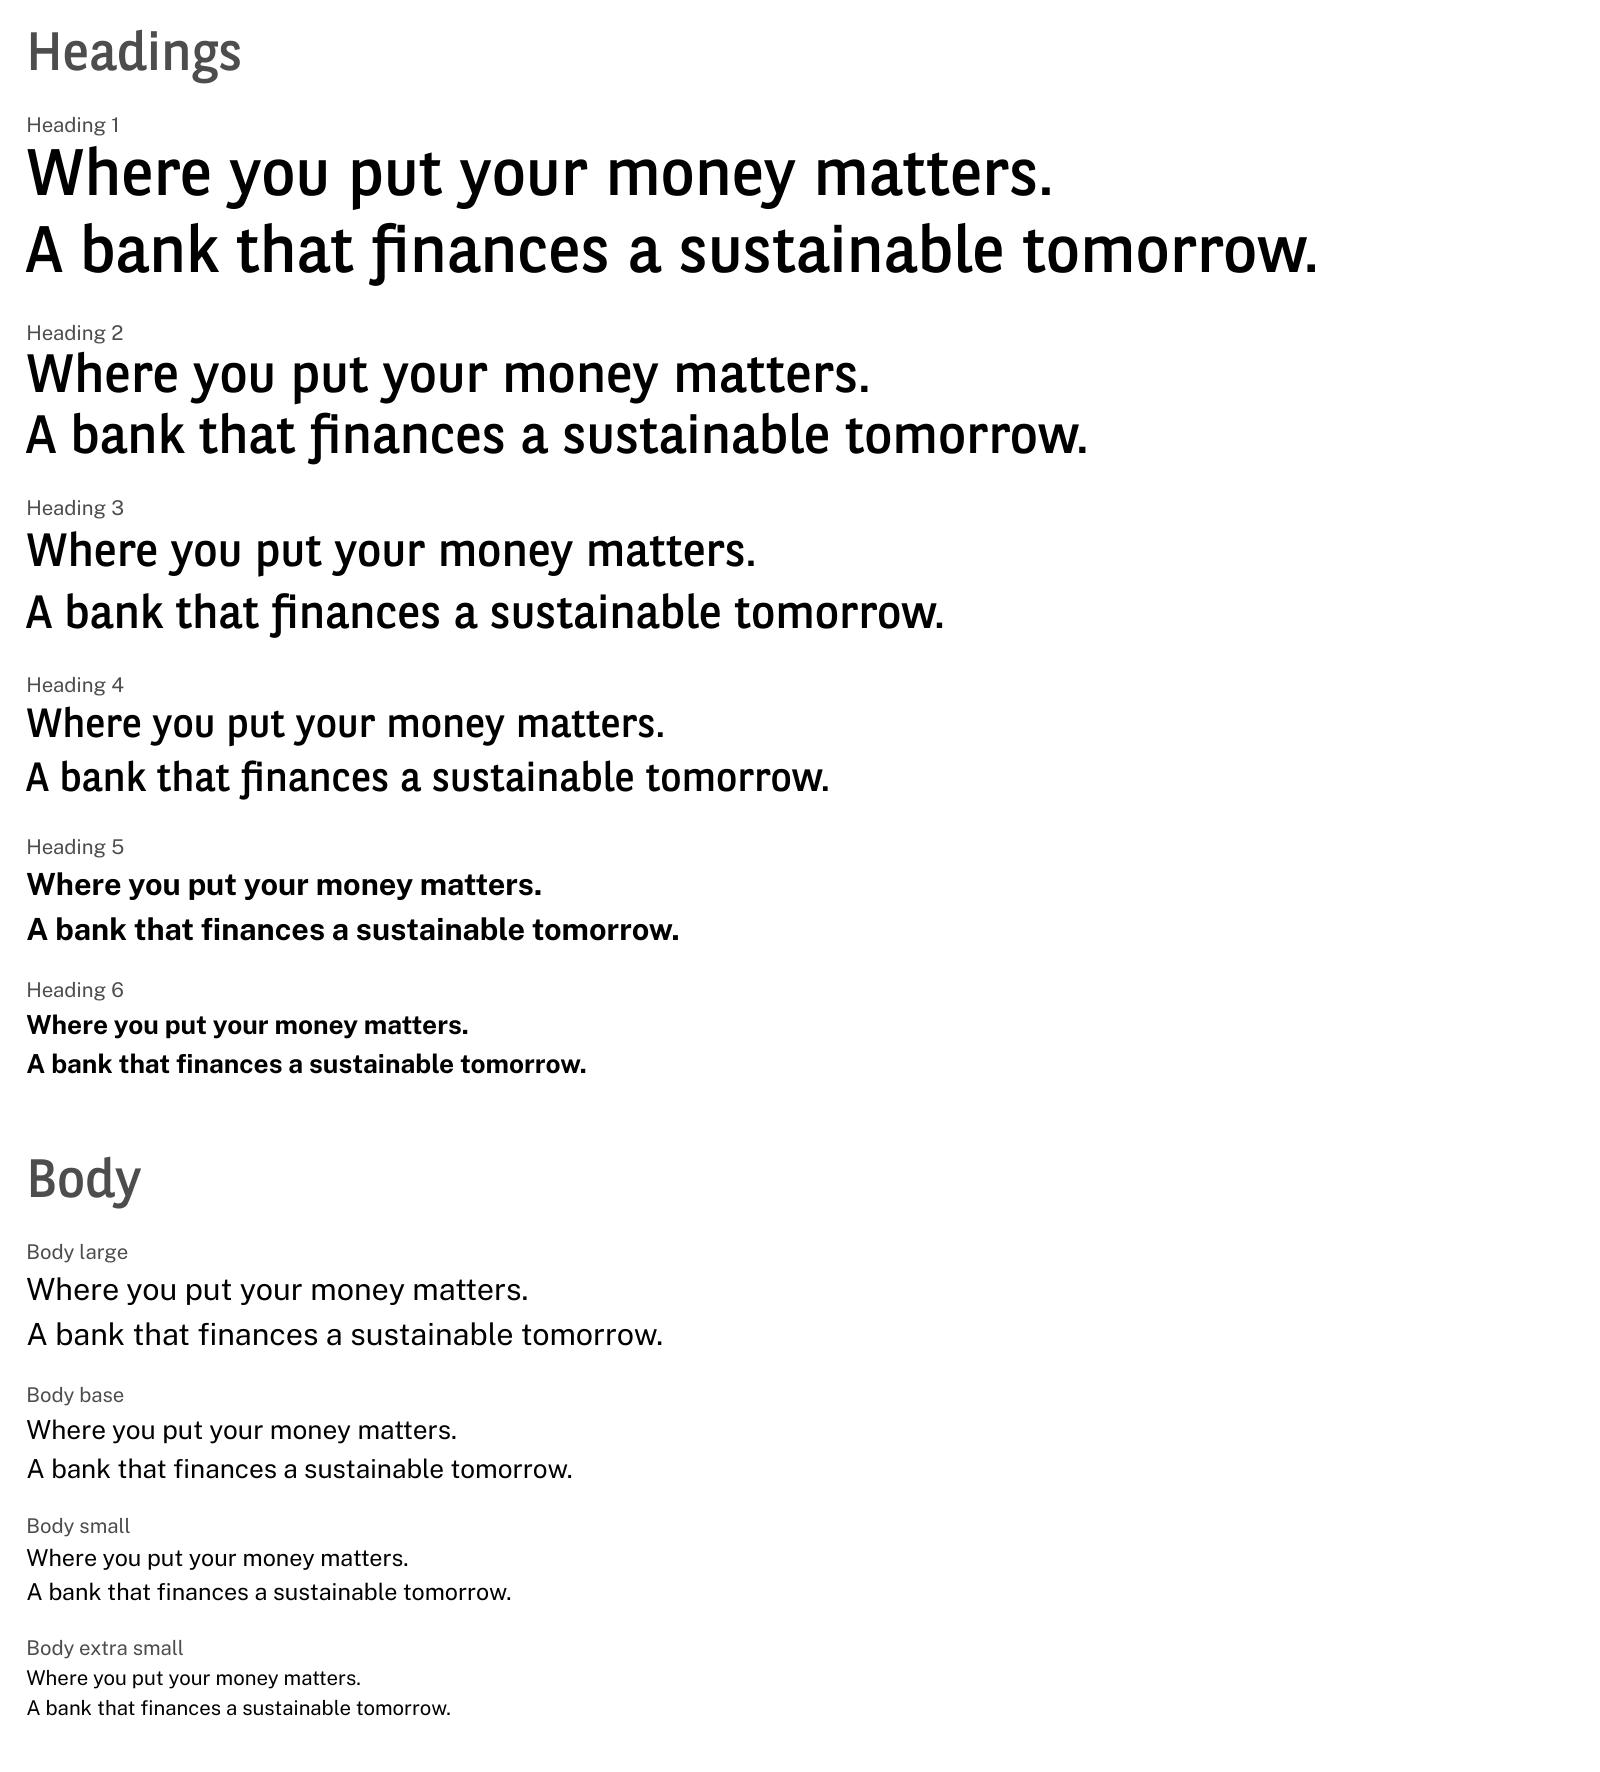 Headings
Heading 1
Where you put your money matters.
A bank that finances a sustainable tomorrow.
Heading 2
Where you put your money matters.
A bank that finances a sustainable tomorrow.
Heading 3
Where you put your money matters.
A bank that finances a sustainable tomorrow.
Heading 4
Where you put your money matters.
A bank that finances a sustainable tomorrow.
Heading 5
Where you put your money matters.
A bank that finances a sustainable tomorrow.
Heading 6
Where you put your money matters.
A bank that finances a sustainable tomorrow.
Body
Body large
Where you put your money matters.
A bank that finances a sustainable tomorrow.
Body base
Where you put your money matters.
A bank that finances a sustainable tomorrow.
Body small
Where you put your money matters.
A bank that finances a sustainable tomorrow.
Body extra small
Where you put your money matters.
A bank that finances a sustainable tomorrow.